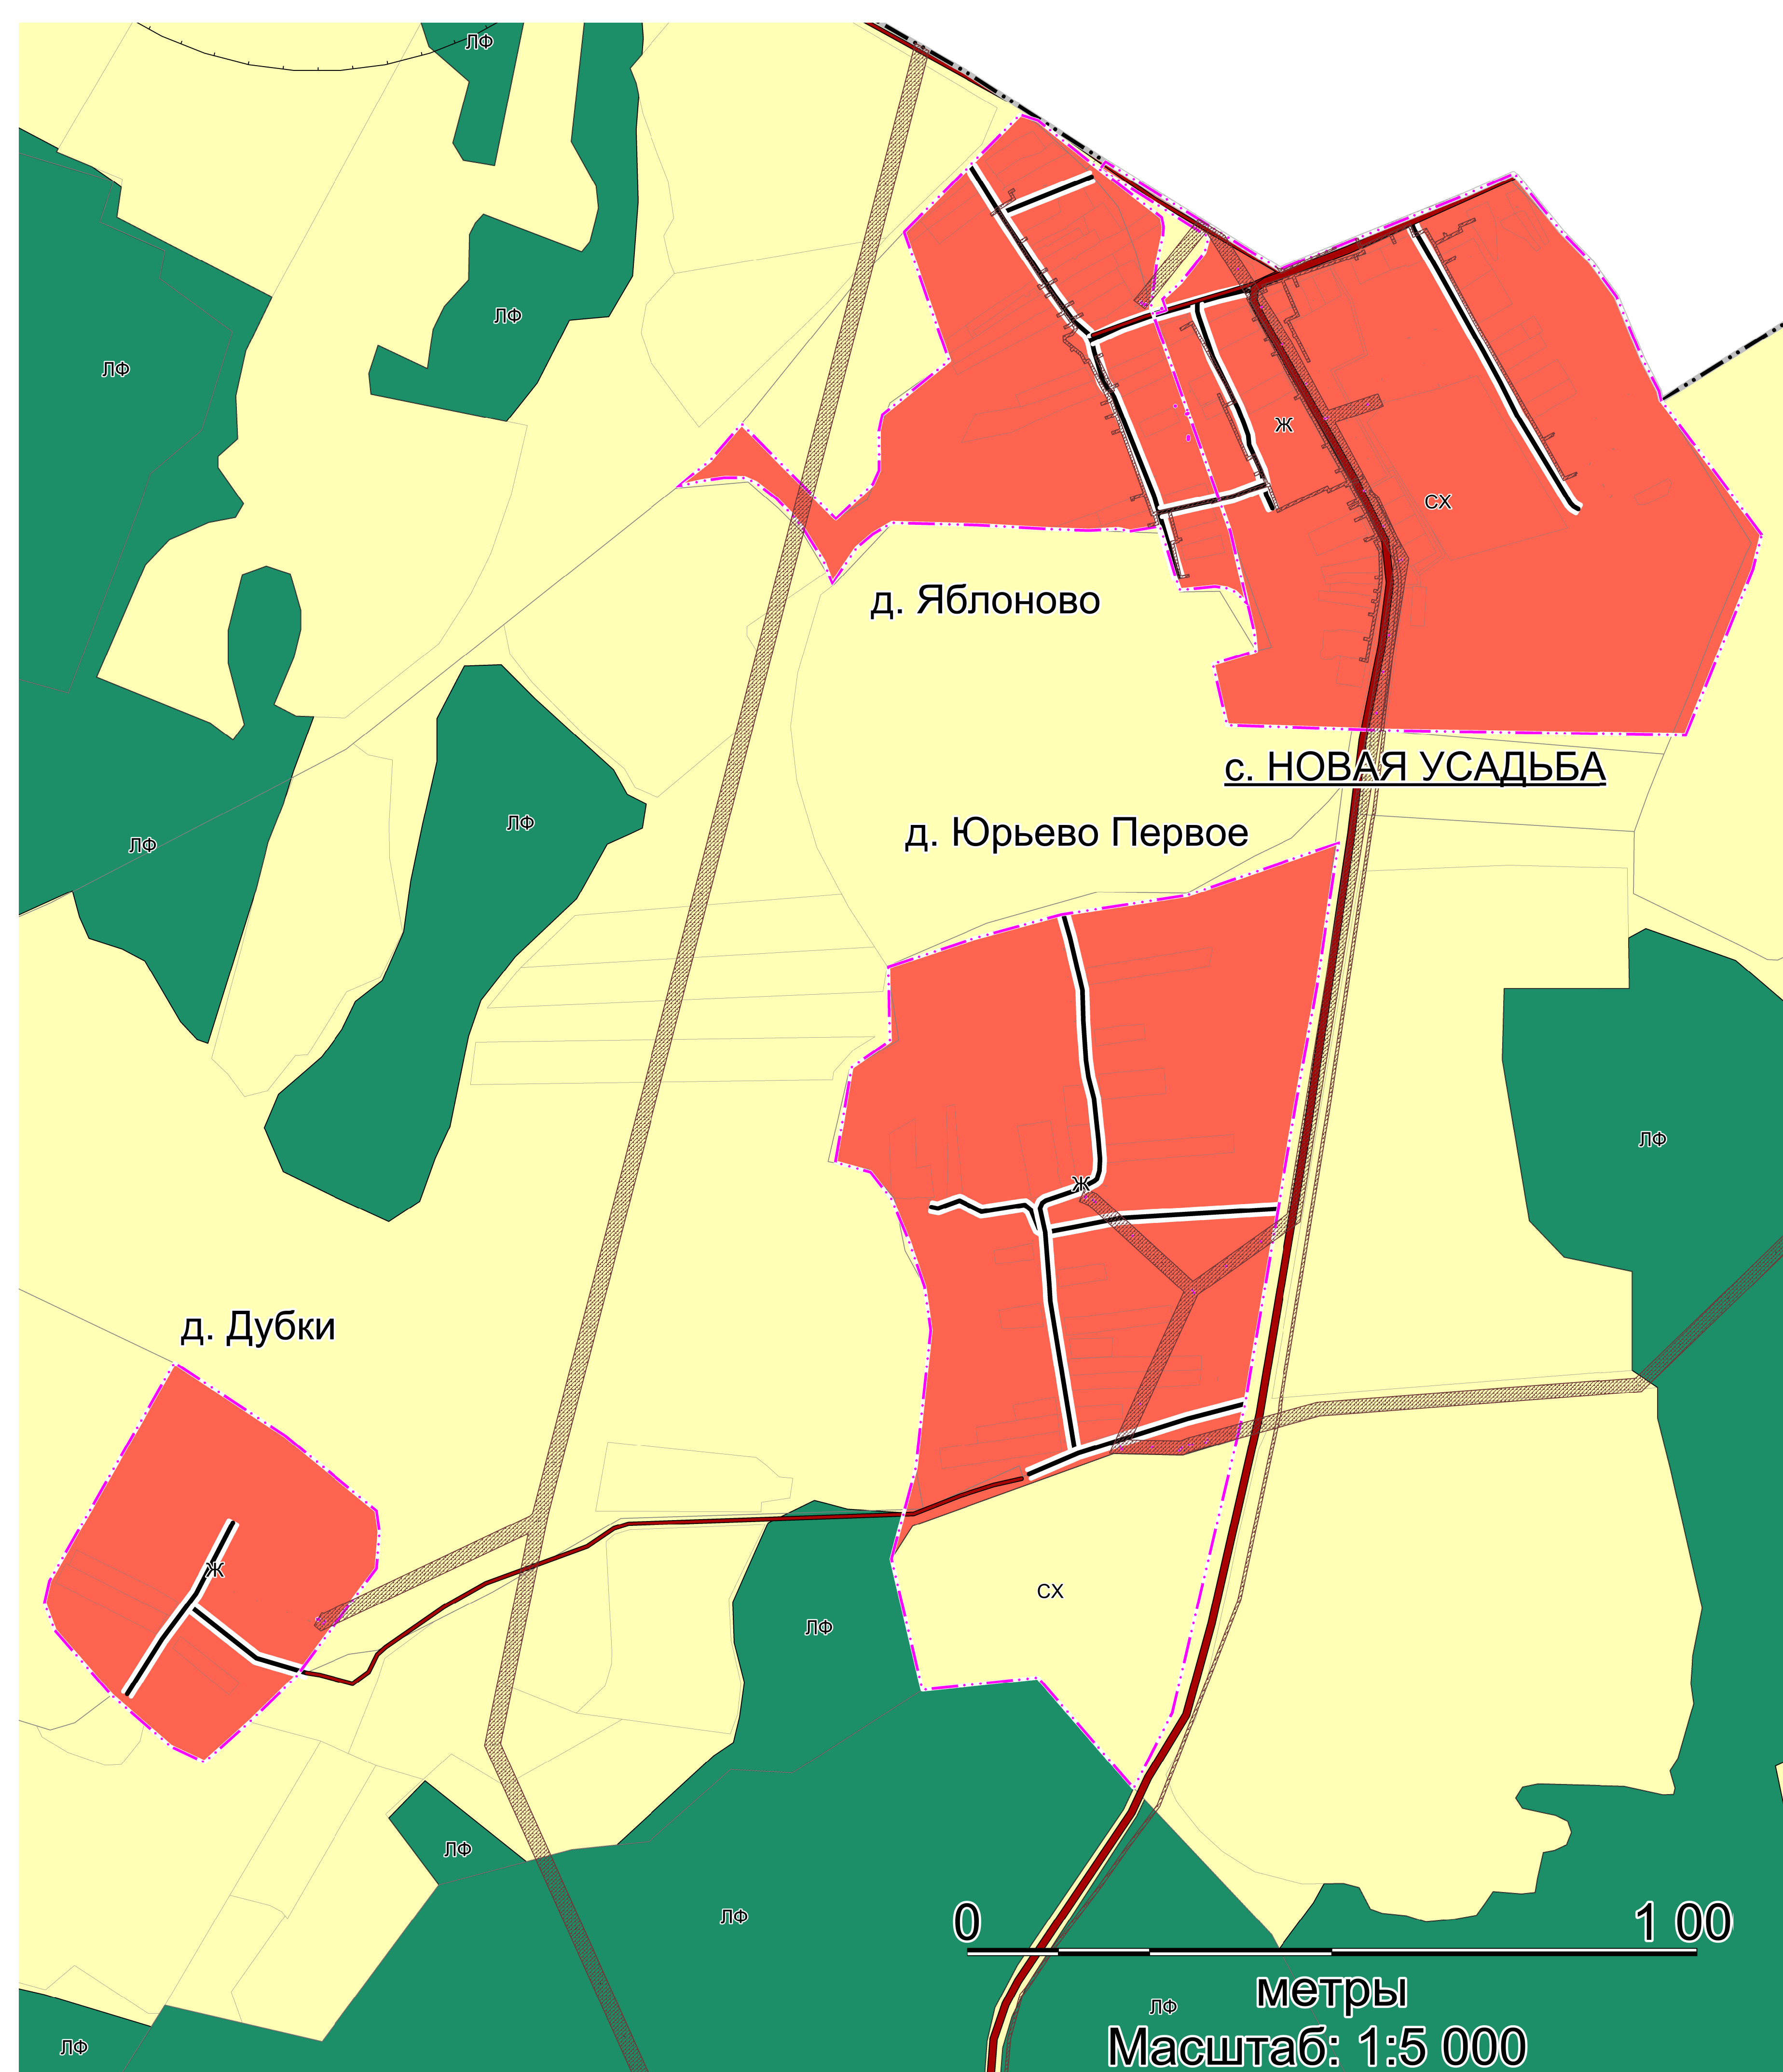 ЛФ
ЛФ
ЛФ
Ж
СХ
д. Яблоново
с. НОВАЯ УСАДЬБА
ЛФ
д. Юрьево Первое
ЛФ
ЛФ
Ж
д. Дубки
Ж
СХ
ЛФ
ЛФ
ЛФ
0
1 00
метры
ЛФ
Масштаб: 1:5 000
ЛФ